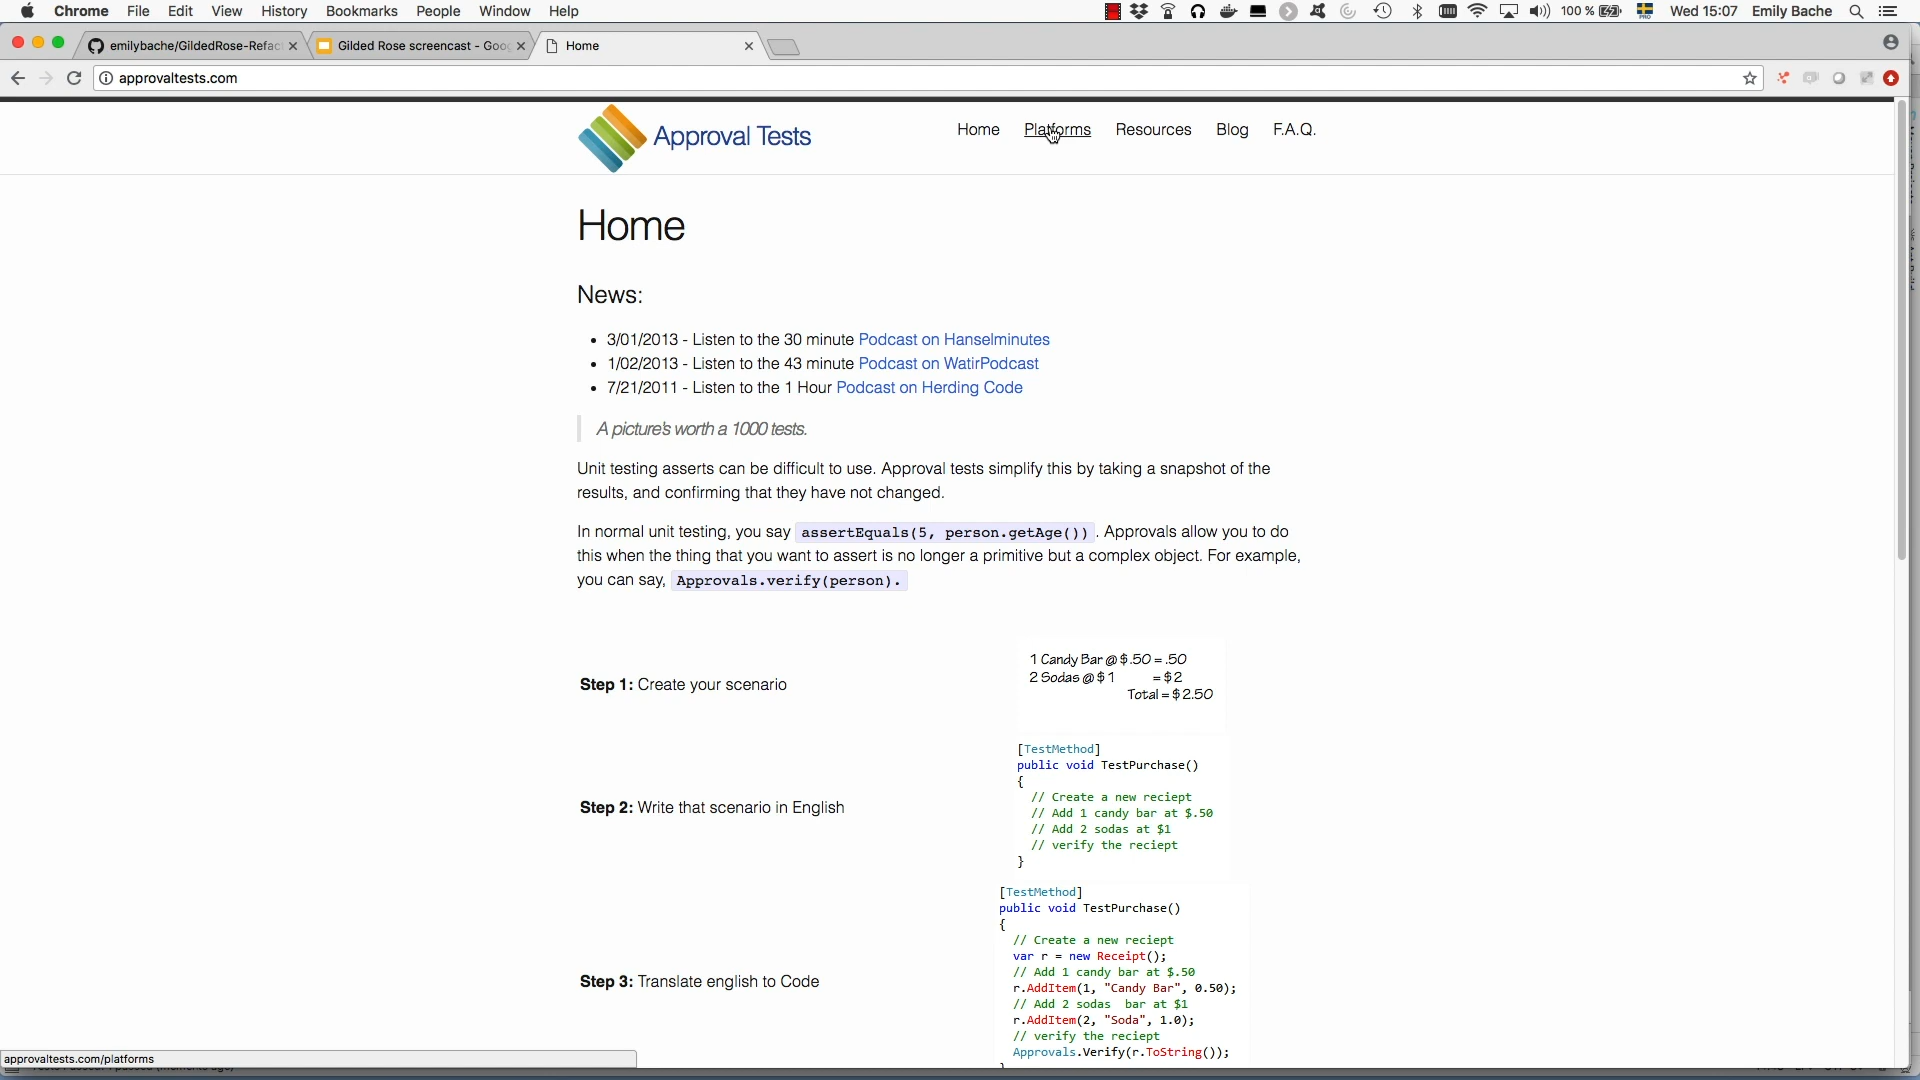 Chrome File Edit View History Bookmarks People Window Help
100 % Wed 15:07 Emily Bache
emilybache/GildedRose-Refac
Gilded Rose screencast - Goog
Home
approvaltests.com
Approval Tests
Home Platforms Resources Blog F.A.Q.
Home
News:
• 3/01/2013 - Listen to the 30 minute Podcast on Hanselminutes
• 1/02/2013 - Listen to the 43 minute Podcast on WatirPodcast
• 7/21/2011 - Listen to the 1 Hour Podcast on Herding Code
A picture's worth a 1000 tests.
Unit testing asserts can be difficult to use. Approval tests simplify this by taking a snapshot of the
results, and confirming that they have not changed.
In normal unit testing, you say assertEquals(5, person.getAge()) . Approvals allow you to do
this when the thing that you want to assert is no longer a primitive but a complex object. For example,
you can say, Approvals.verify(person).
1 Candy Bar @ $.50 = .50
2 Sodas @ $1 = $2
Total = $2.50
Step 1: Create your scenario
[TestMethod]
public void TestPurchase()
{
// Create a new reciept
// Add 1 candy bar at $.50
// Add 2 sodas at $1
// verify the reciept
}
Step 2: Write that scenario in English
[TestMethod]
public void TestPurchase()
{
// Create a new reciept
var r = new Receipt();
// Add 1 candy bar at $.50
r.AddItem(1, "Candy Bar", 0.50);
// Add 2 sodas bar at $1
r.AddItem(2, "Soda", 1.0);
// verify the reciept
Approvals.Verify(r.ToString());
Step 3: Translate english to Code
approvaltests.com/platforms